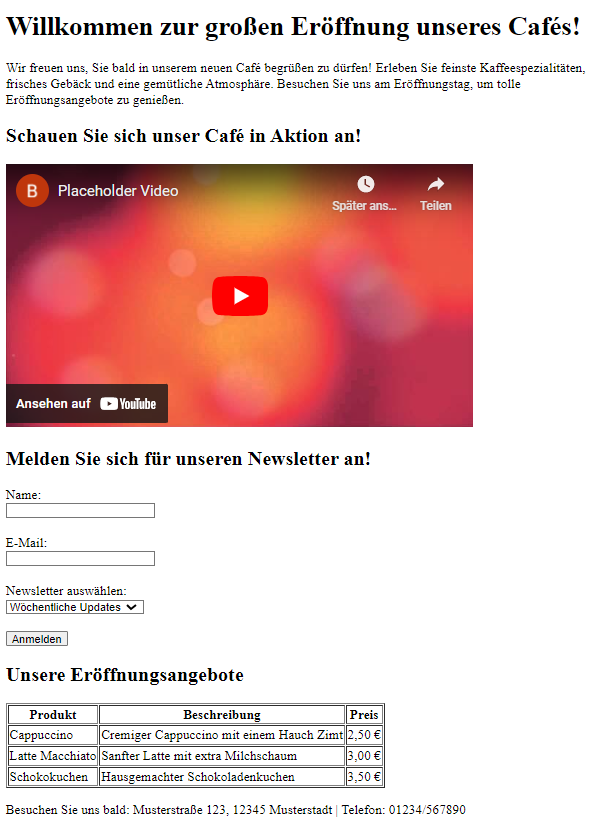 Willkommen zur großen Eröffnung unseres Cafés!
Wir freuen uns, Sie bald in unserem neuen Café begrüßen zu dürfen! Erleben Sie feinste Kaffeespezialitäten,
frisches Gebäck und eine gemütliche Atmosphäre. Besuchen Sie uns am Eröffnungstag, um tolle
Eröffnungsangebote zu genießen.
Schauen Sie sich unser Café in Aktion an!
B Placeholder Video
Später ans... Teilen
Ansehen auf YouTube
Melden Sie sich für unseren Newsletter an!
Name:
E-Mail:
Newsletter auswählen:
Wöchentliche Updates
Anmelden
Unsere Eröffnungsangebote
Produkt Beschreibung Preis
Cappuccino Cremiger Cappuccino mit einem Hauch Zimt 2,50 €
Latte Macchiato Sanfter Latte mit extra Milchschaum 3,00 €
Schokokuchen Hausgemachter Schokoladenkuchen 3,50 €
Besuchen Sie uns bald: Musterstraße 123, 12345 Musterstadt | Telefon: 01234/567890